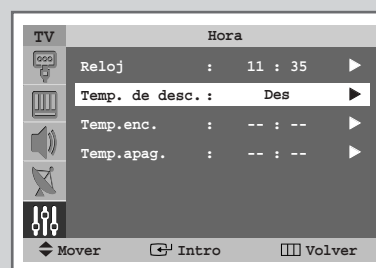 TV Hora
Reloj : 11 : 35
Temp. de desc. : Des
Temp.enc. : -- : --
Temp.apag. : -- : --
Mover Intro Volver